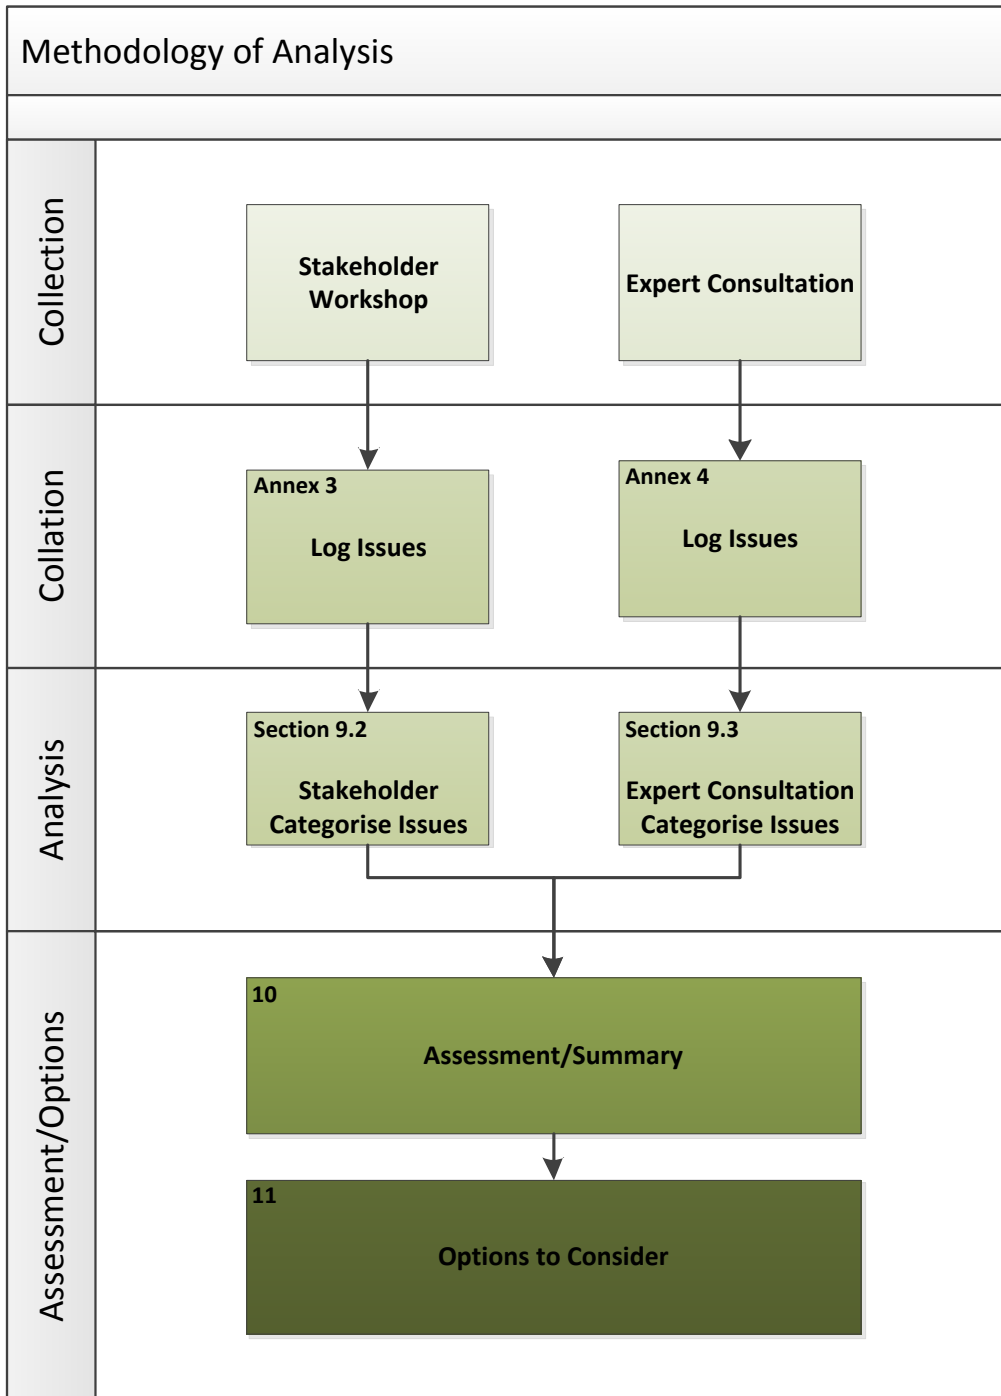 Methodology of Analysis
Collection
Stakeholder
Workshop
Expert Consultation
Collation
Annex 3
Log Issues
Annex 4
Log Issues
Analysis
Section 9.2
Stakeholder
Categorise Issues
Section 9.3
Expert Consultation
Categorise Issues
Assessment/Options
10
Assessment/Summary
11
Options to Consider